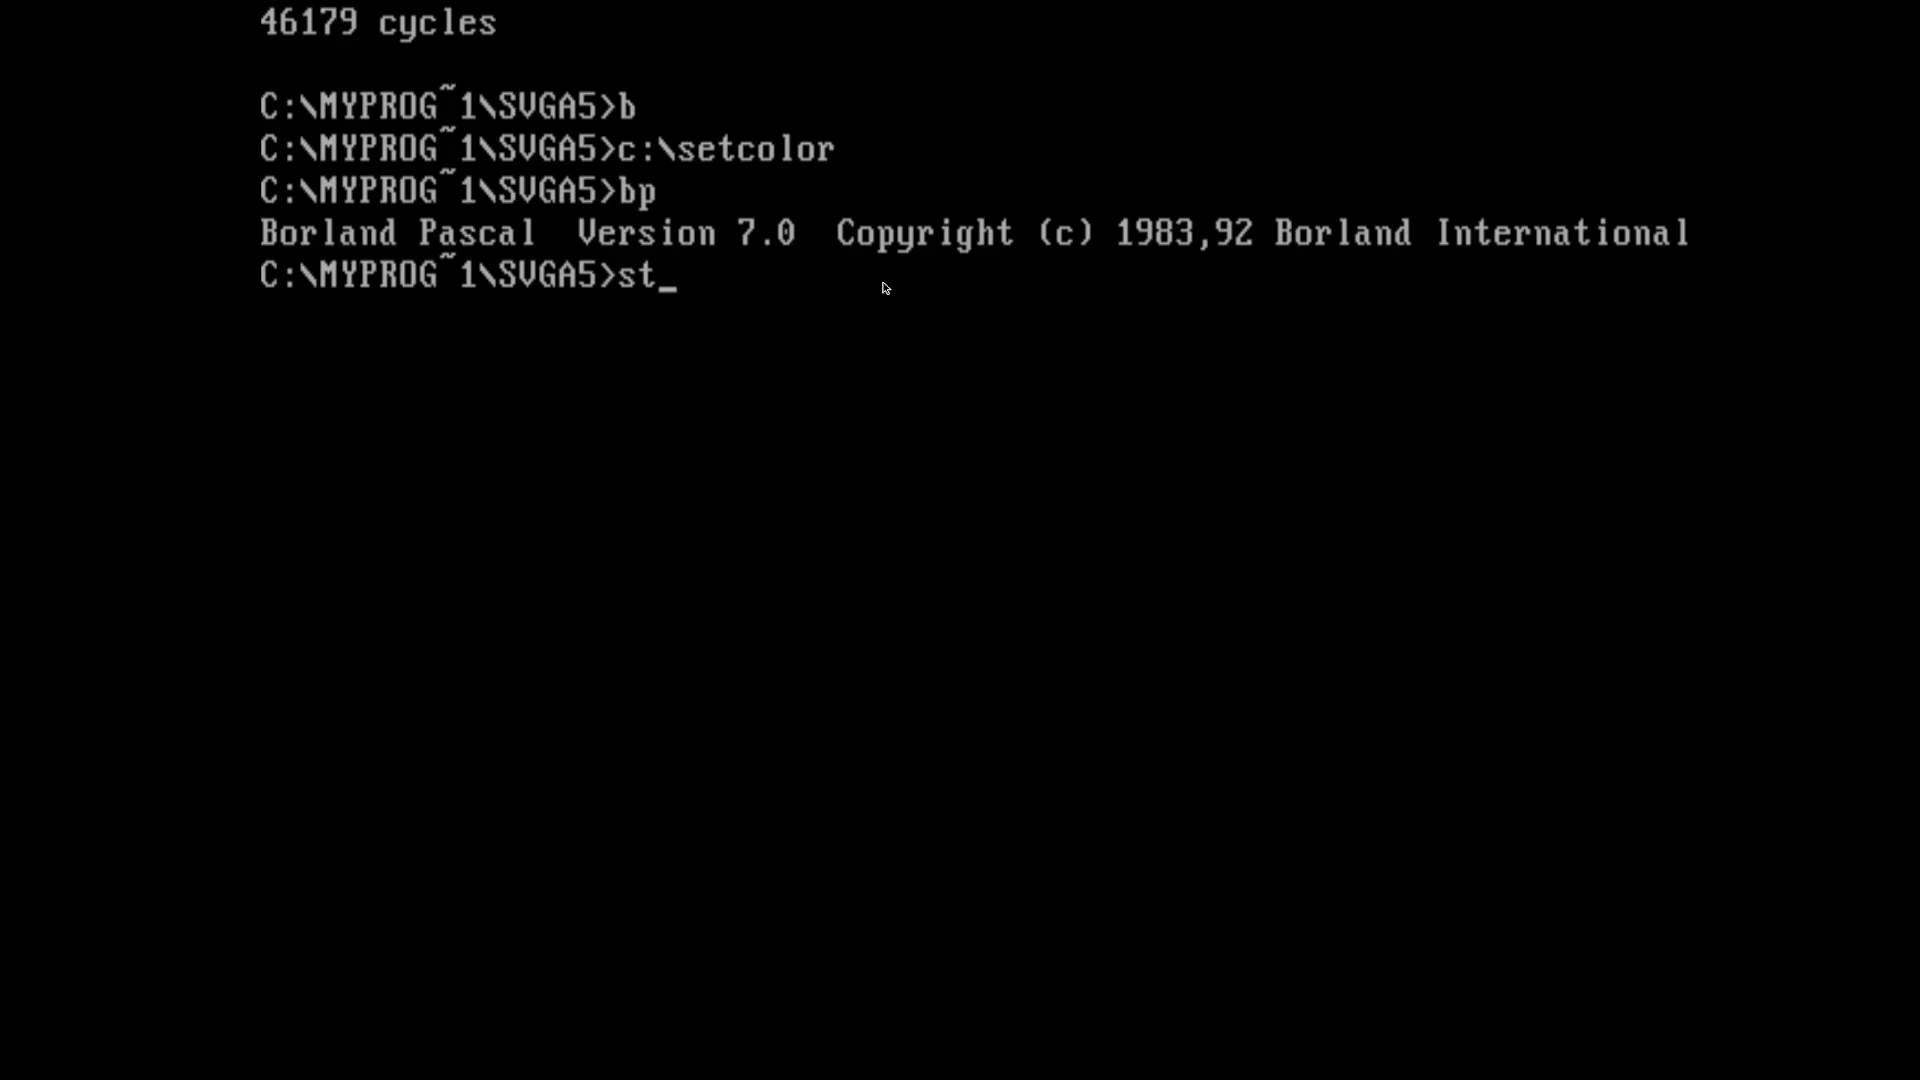 46179 cycles
C:\MYPROG~1\SVGA5>b
C:\MYPROG~1\SVGA5>c:\setcolor
C:\MYPROG~1\SVGA5>bp
Borland Pascal  Version 7.0  Copyright (c) 1983,92 Borland International
C:\MYPROG~1\SVGA5>st_